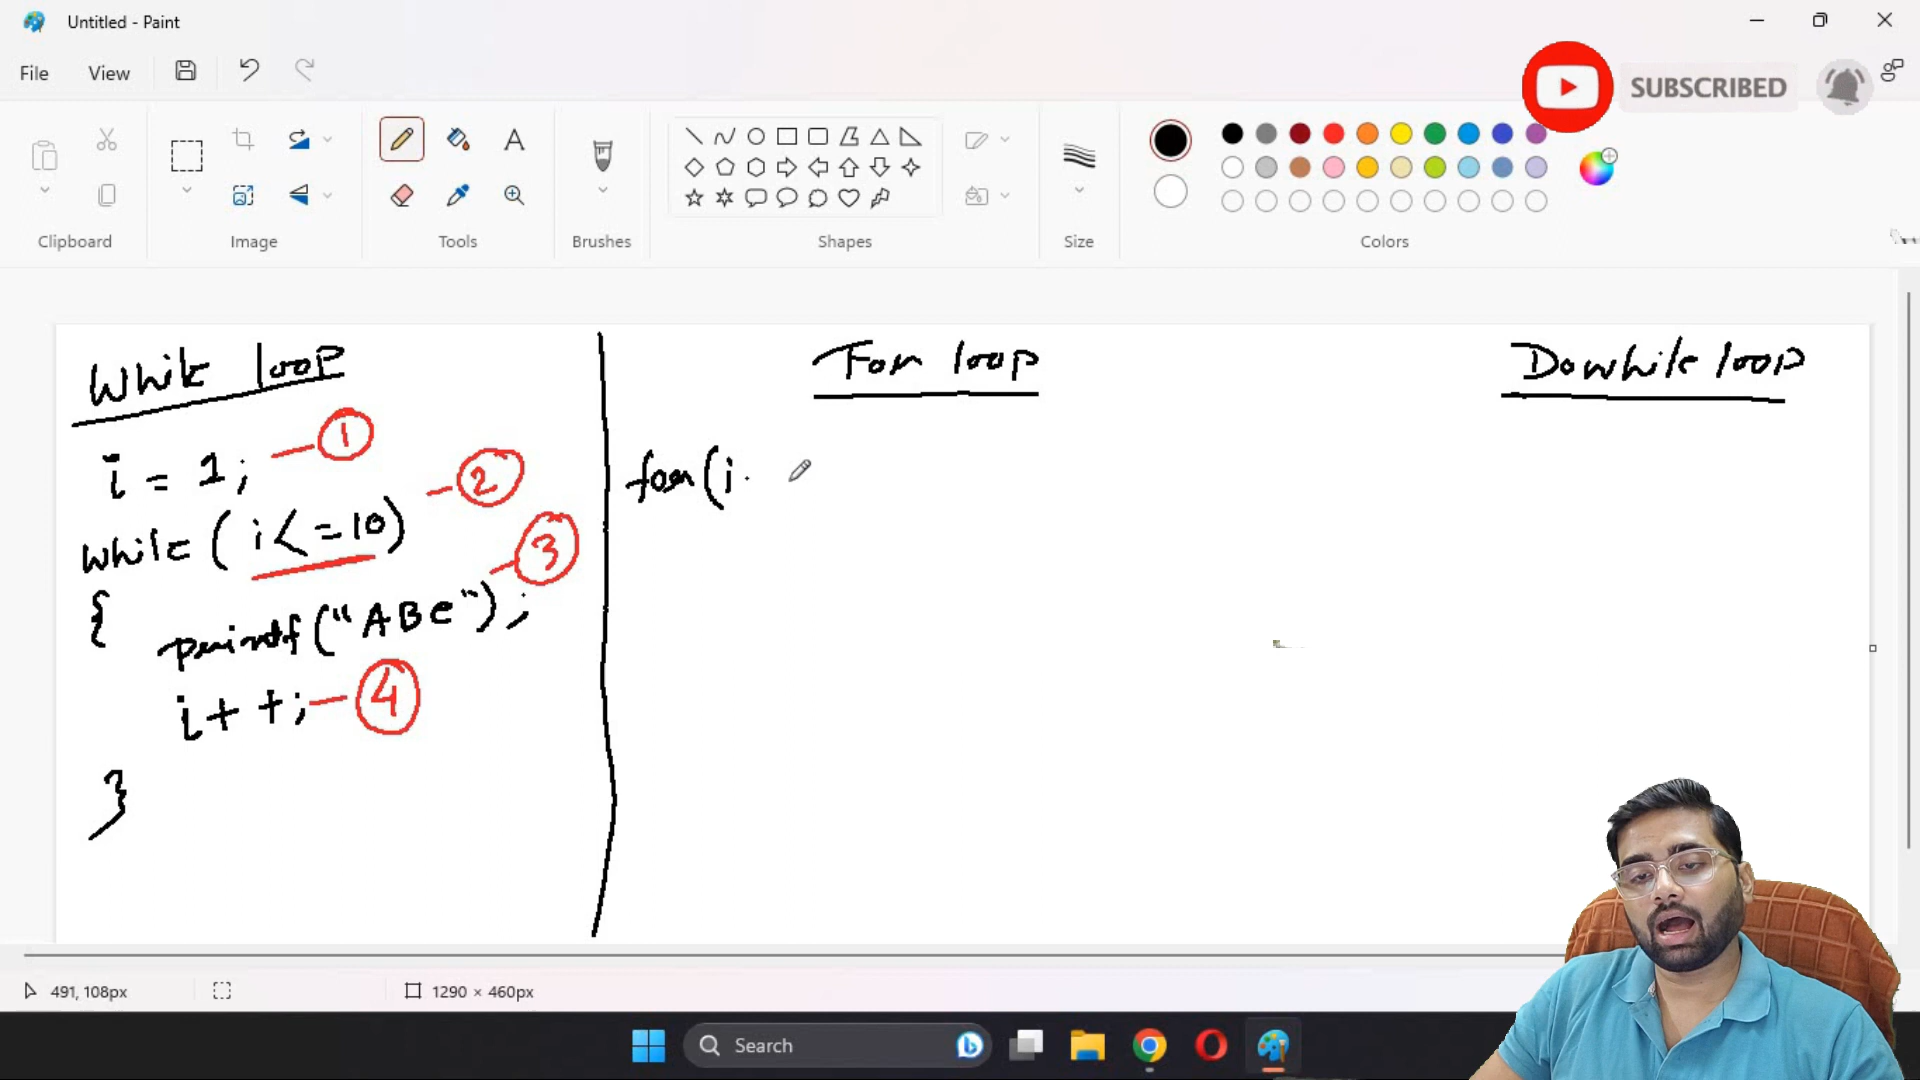 Untitled - Paint
File View
SUBSCRIBED
Clipboard Image Tools Brushes Shapes Size Colors
While loop
i = 1; - 1
while ( i<=10) - 2
{ printf("ABC"); - 3
i++; - 4
}
For loop
for(i
Dowhile loop
491, 108px 1290 × 460px
Search